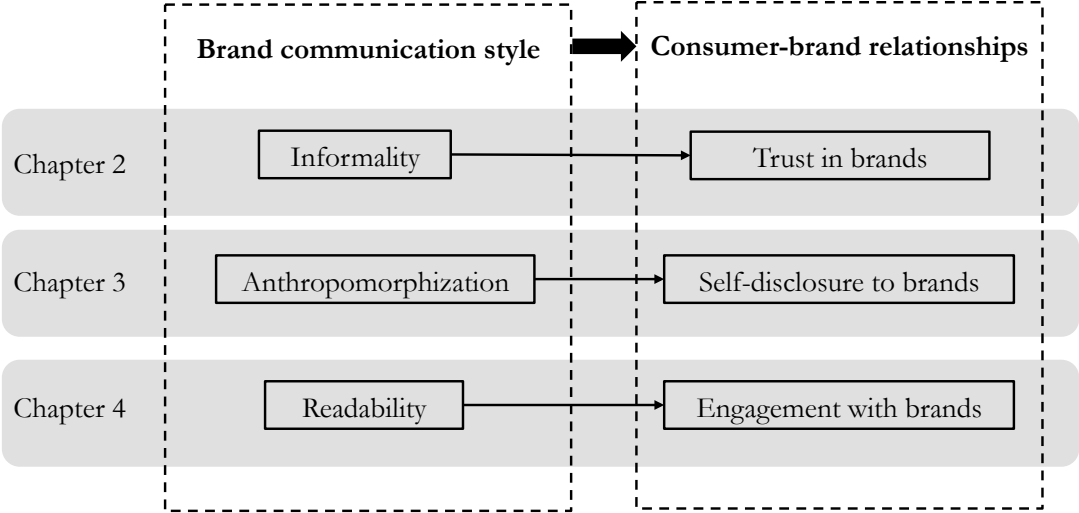 Brand communication style
Consumer-brand relationships
Chapter 2
Informality
Trust in brands
Chapter 3
Anthropomorphization
Self-disclosure to brands
Chapter 4
Readability
Engagement with brands